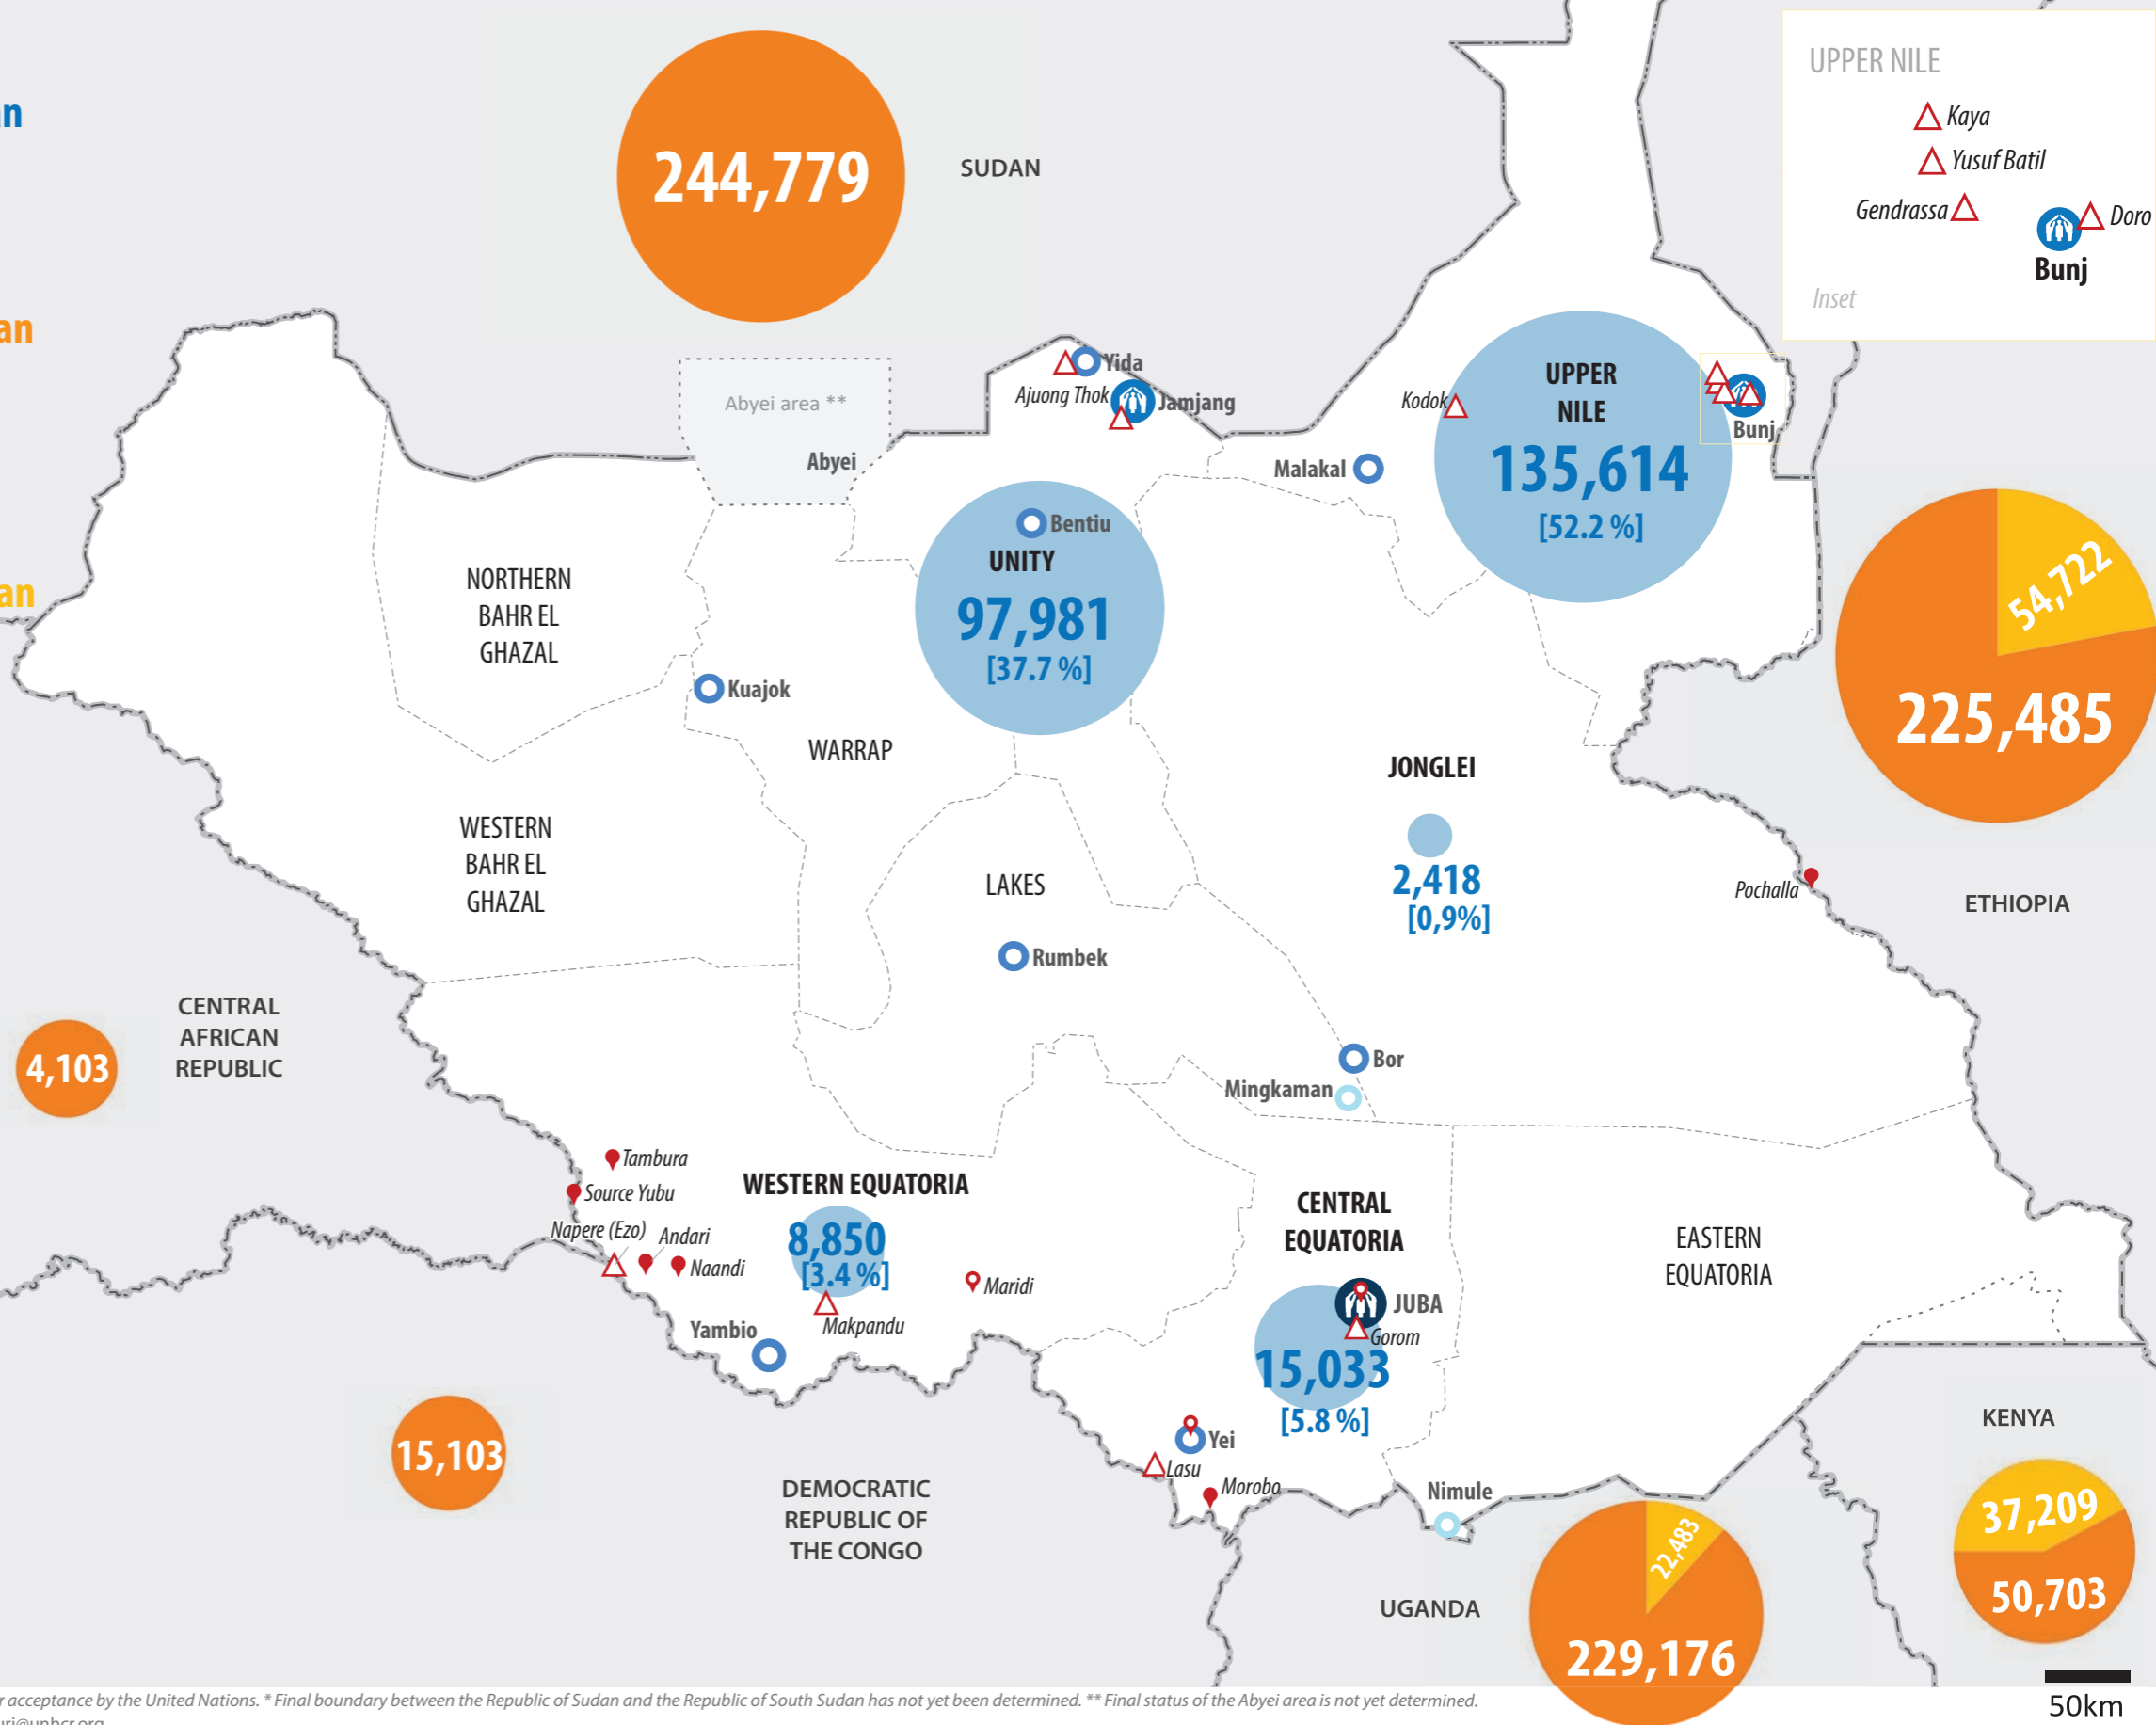 244,779
SUDAN
UPPER NILE
Kaya
Yusuf Batil
Gendrassa
Doro
Bunj
Inset
Yida
Ajuong Thok
Jamjang
Abyei area **
Abyei
Kodok
UPPER
NILE
135,614
[52.2 %]
Bunj
Malakal
Bentiu
UNITY
97,981
[37.7 %]
NORTHERN
BAHR EL
GHAZAL
54,722
225,485
ETHIOPIA
Kuajok
WARRAP
JONGLEI
2,418
[0,9%]
Pochalla
WESTERN
BAHR EL
GHAZAL
LAKES
Rumbek
CENTRAL
AFRICAN
REPUBLIC
4,103
Bor
Mingkaman
Tambura
Source Yubu
Napere (Ezo)
Andari
Naandi
WESTERN EQUATORIA
8,850
[3.4 %]
Makpandu
Maridi
Yambio
CENTRAL
EQUATORIA
JUBA
Gorom
15,033
[5.8 %]
EASTERN
EQUATORIA
Yei
Lasu
Morobo
Nimule
15,103
DEMOCRATIC
REPUBLIC OF
THE CONGO
UGANDA
22,483
229,176
KENYA
37,209
50,703
acceptance by the United Nations. * Final boundary between the Republic of Sudan and the Republic of South Sudan has not yet been determined. ** Final status of the Abyei area is not yet determined.
50km